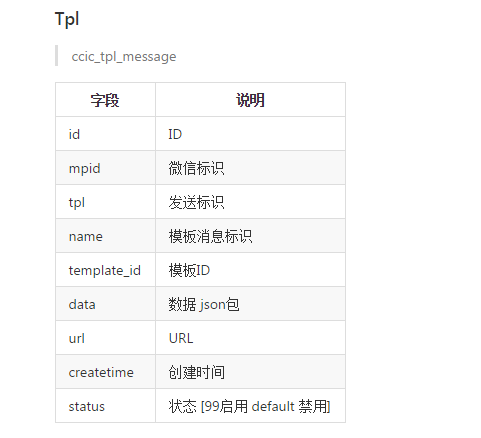 Tpl
ccic_tpl_message
字段 说明
id ID
mpid 微信标识
tpl 发送标识
name 模板消息标识
template_id 模板ID
data 数据 json包
url URL
createtime 创建时间
status 状态 [99启用 default 禁用]